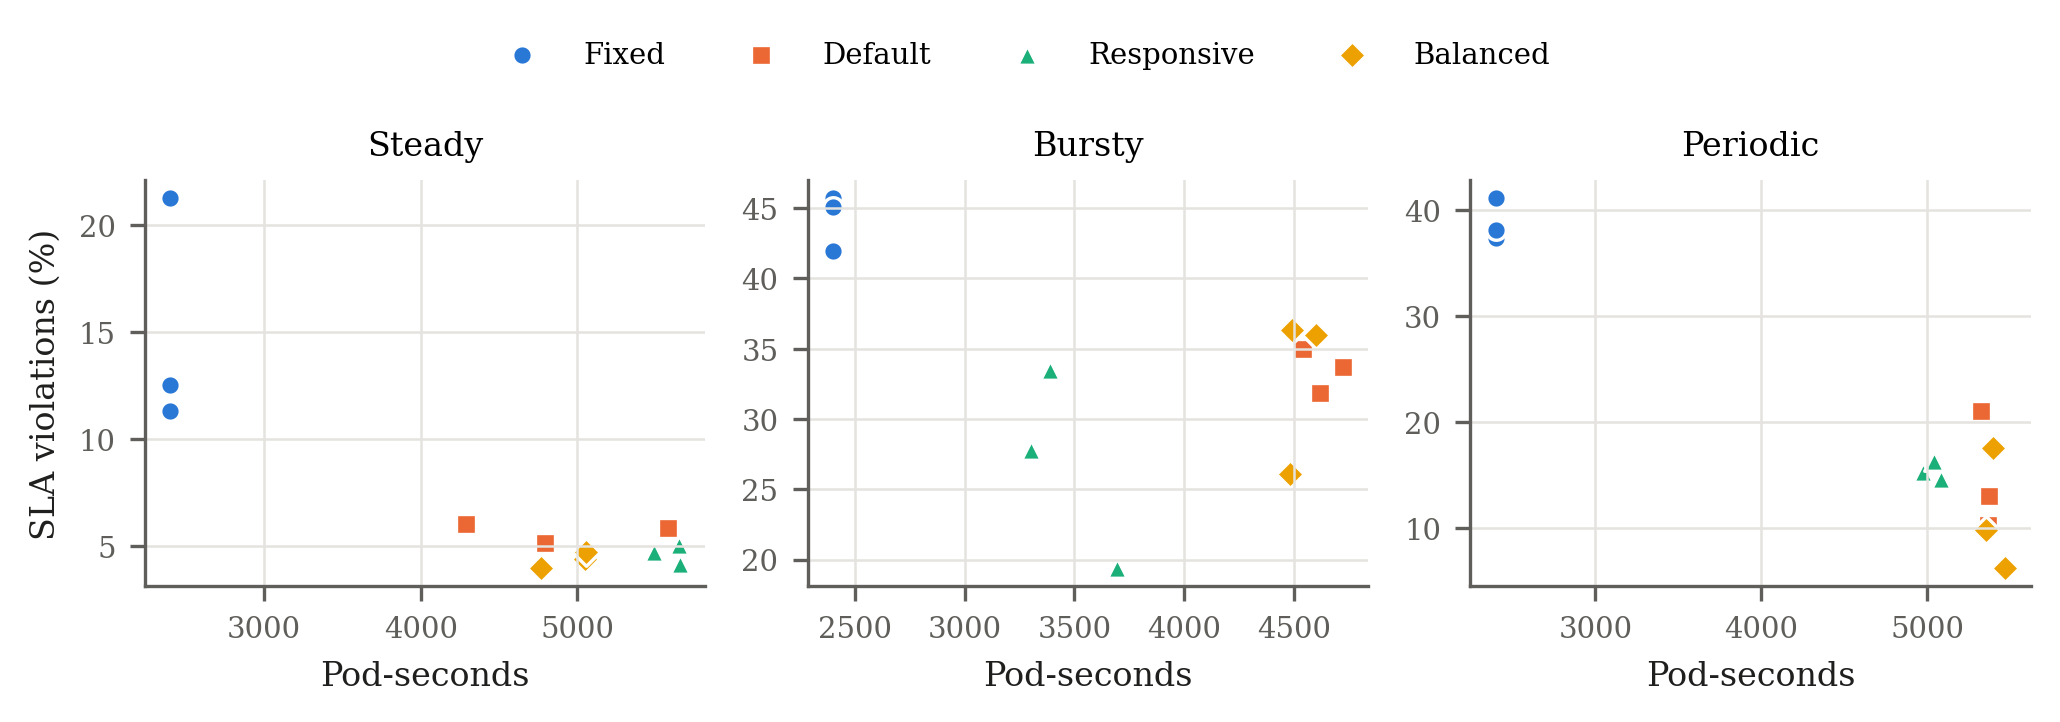 Fixed Default Responsive Balanced
Steady Bursty Periodic
SLA violations (%)
20
15
10
5
45
40
35
30
25
20
40
30
20
10
3000 4000 5000
2500 3000 3500 4000 4500
3000 4000 5000
Pod-seconds Pod-seconds Pod-seconds